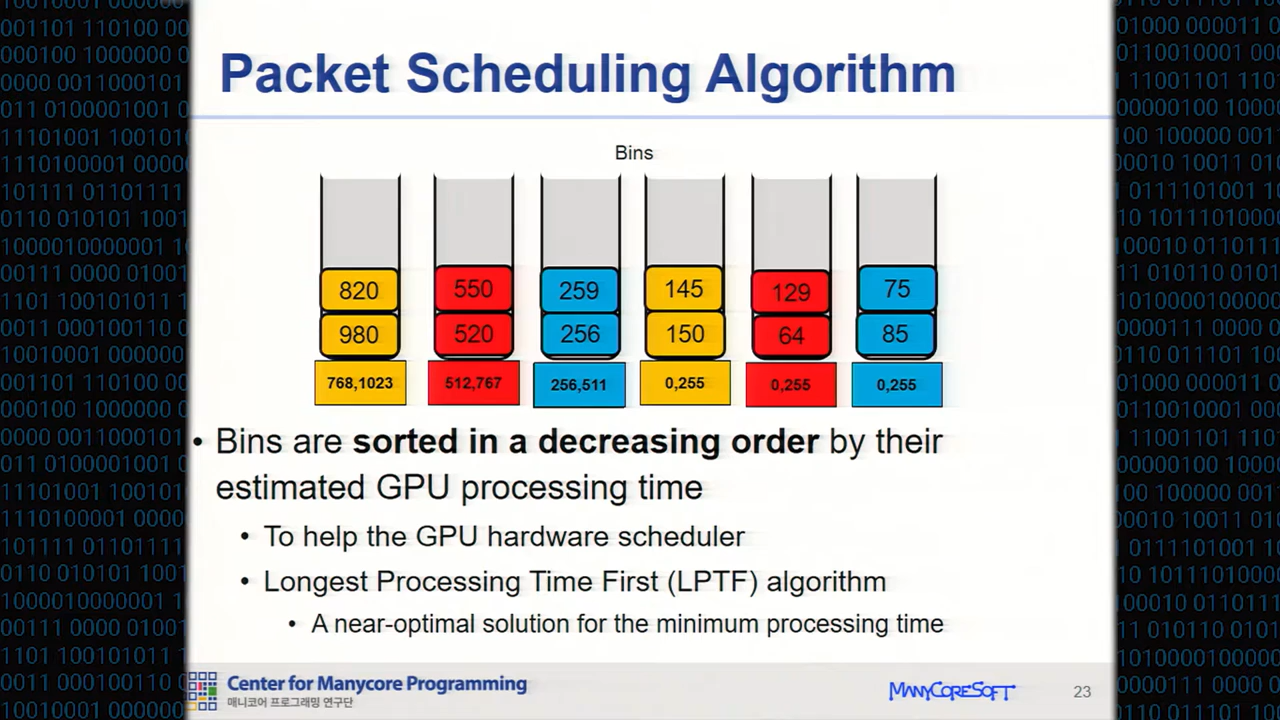 Packet Scheduling Algorithm
Bins
820 550 259 145 129 75
980 520 256 150 64 85
768,1023 512,767 256,511 0,255 0,255 0,255
• Bins are sorted in a decreasing order by their
estimated GPU processing time
• To help the GPU hardware scheduler
• Longest Processing Time First (LPTF) algorithm
• A near-optimal solution for the minimum processing time
Center for Manycore Programming
매니코어 프로그래밍 연구단
MANYCORESOFT
23